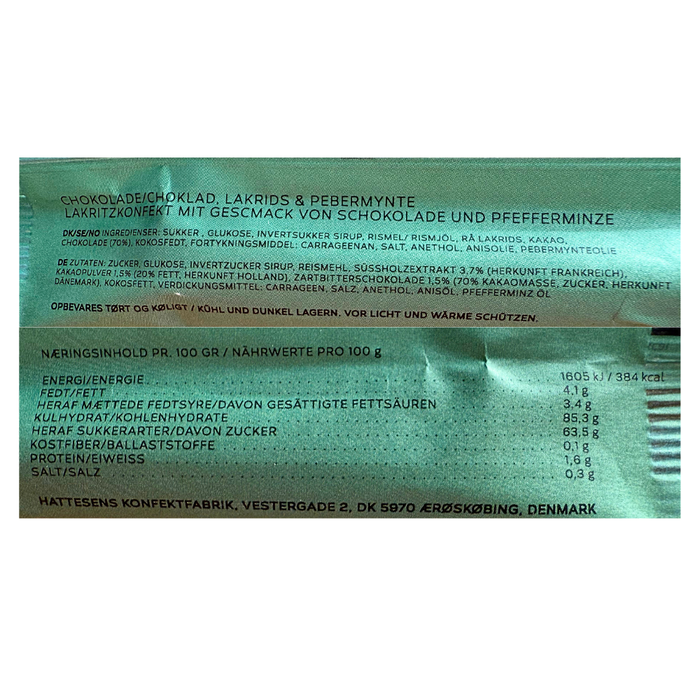 CHOKOLADE/CHOKLAD, LAKRIDS & PEBERMYNTE
LAKRITZKONFEKT MIT GESCMACK VON SCHOKOLADE UND PFEFFERMINZE
DK/SE/NO INGREDIENSER: SUKKER , GLUKOSE, INVERTSUKKER SIRUP, RISMEL/ RISMJÖL, RÅ LAKRIDS, KAKAO,
CHOKOLADE (70%), KOKOSFEDT, FORTYKNINGSMIDDEL: CARRAGEENAN, SALT, ANETHOL, ANISOLIE, PEBERMYNTEOLIE
DE ZUTATEN: ZUCKER, GLUKOSE, INVERTZUCKER SIRUP, REISMEHL, SÜSSHOLZEXTRAKT 3,7% (HERKUNFT FRANKREICH),
KAKAOPULVER 1,5% (20% FETT, HERKUNFT HOLLAND), ZARTBITTERSCHOKOLADE 1,5% (70% KAKAOMASSE, ZUCKER, HERKUNFT
DÄNEMARK), KOKOSFETT, VERDICKUNGSMITTEL: CARRAGEEN, SALZ, ANETHOL, ANISÖL, PFEFFERMINZ ÖL
OPBEVARES TØRT OG KØLIGT / KÜHL UND DUNKEL LAGERN, VOR LICHT UND WÄRME SCHÜTZEN.
NÆRINGSINHOLD PR. 100 GR / NÄHRWERTE PRO 100 g
ENERGI/ENERGIE 1605 kJ / 384 kcal
FEDT/FETT 4,1 g
HERAF MÆTTEDE FEDTSYRE/DAVON GESÄTTIGTE FETTSÄUREN 3,4 g
KULHYDRAT/KOHLENHYDRATE 85,3 g
HERAF SUKKERARTER/DAVON ZUCKER 63,5 g
KOSTFIBER/BALLASTSTOFFE 0,1 g
PROTEIN/EIWEISS 1,6 g
SALT/SALZ 0,3 g
HATTESENS KONFEKTFABRIK, VESTERGADE 2, DK 5970 ÆRØSKØBING, DENMARK